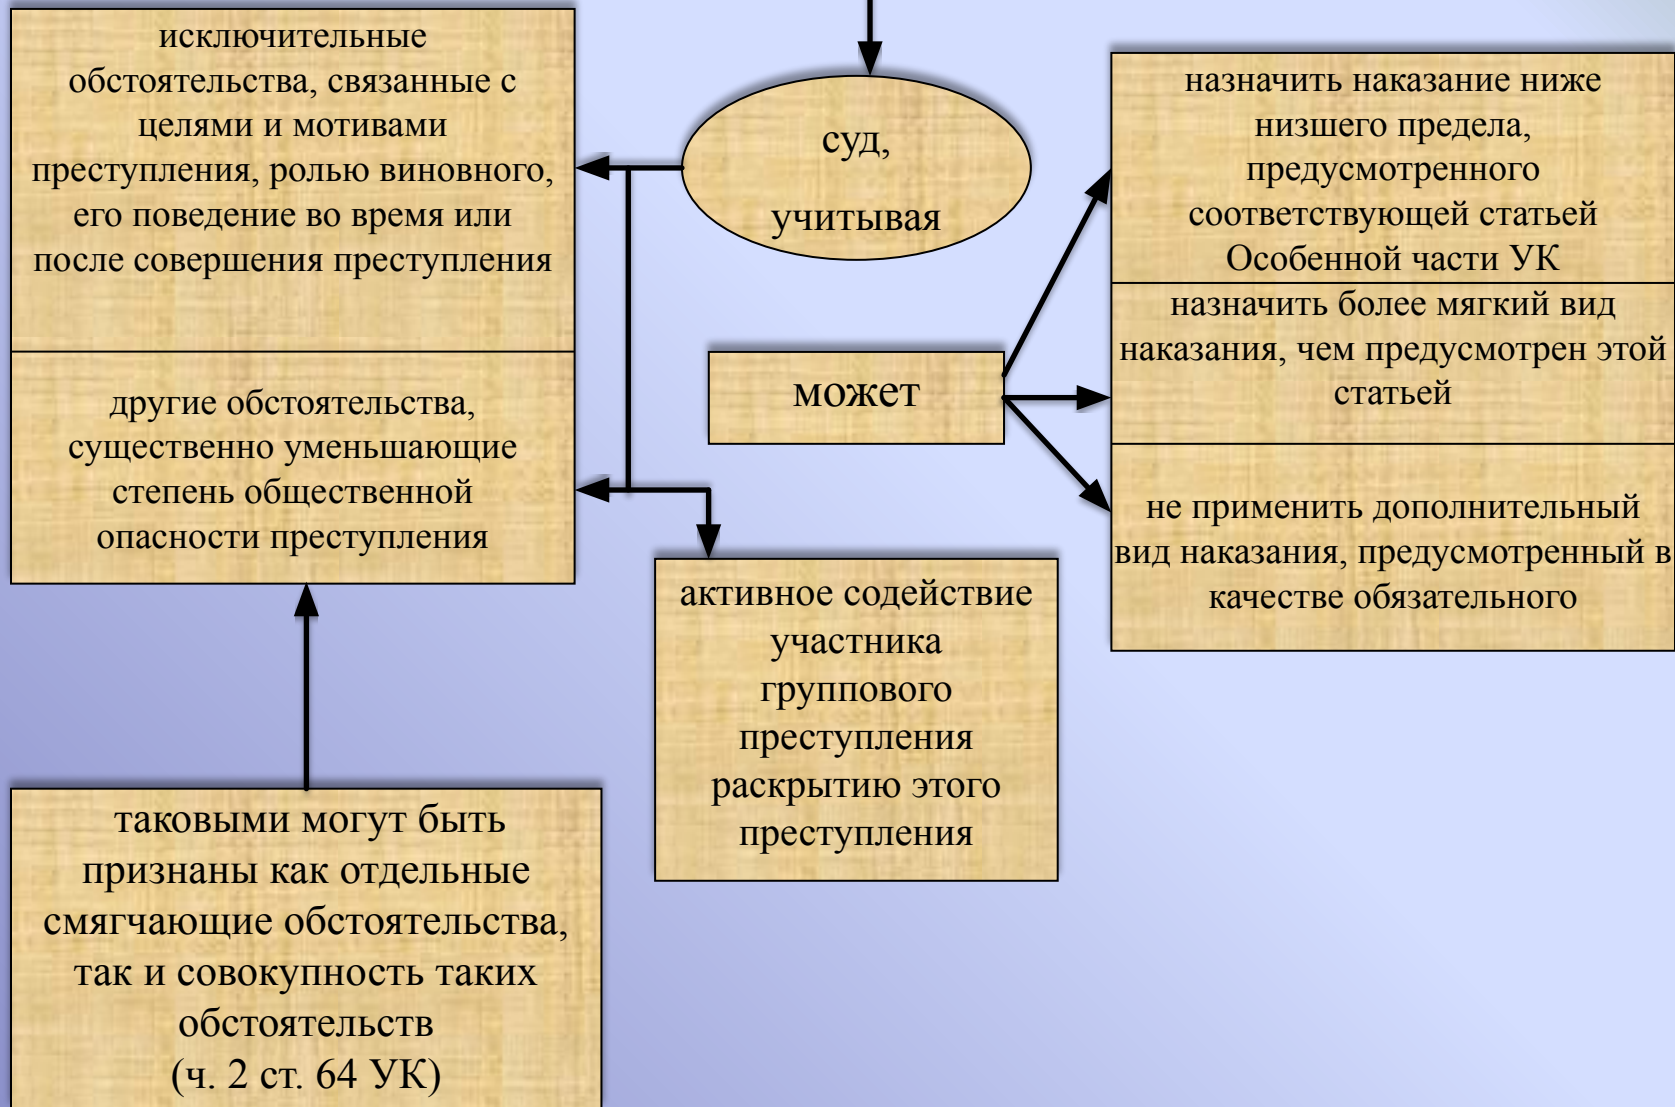 исключительные
обстоятельства, связанные с
целями и мотивами
преступления, ролью виновного,
его поведение во время или
после совершения преступления
другие обстоятельства,
существенно уменьшающие
степень общественной
опасности преступления
таковыми могут быть
признаны как отдельные
смягчающие обстоятельства,
так и совокупность таких
обстоятельств
(ч. 2 ст. 64 УК)
суд,
учитывая
может
активное содействие
участника
группового
преступления
раскрытию этого
преступления
назначить наказание ниже
низшего предела,
предусмотренного
соответствующей статьей
Особенной части УК
назначить более мягкий вид
наказания, чем предусмотрен этой
статьей
не применить дополнительный
вид наказания, предусмотренный в
качестве обязательного